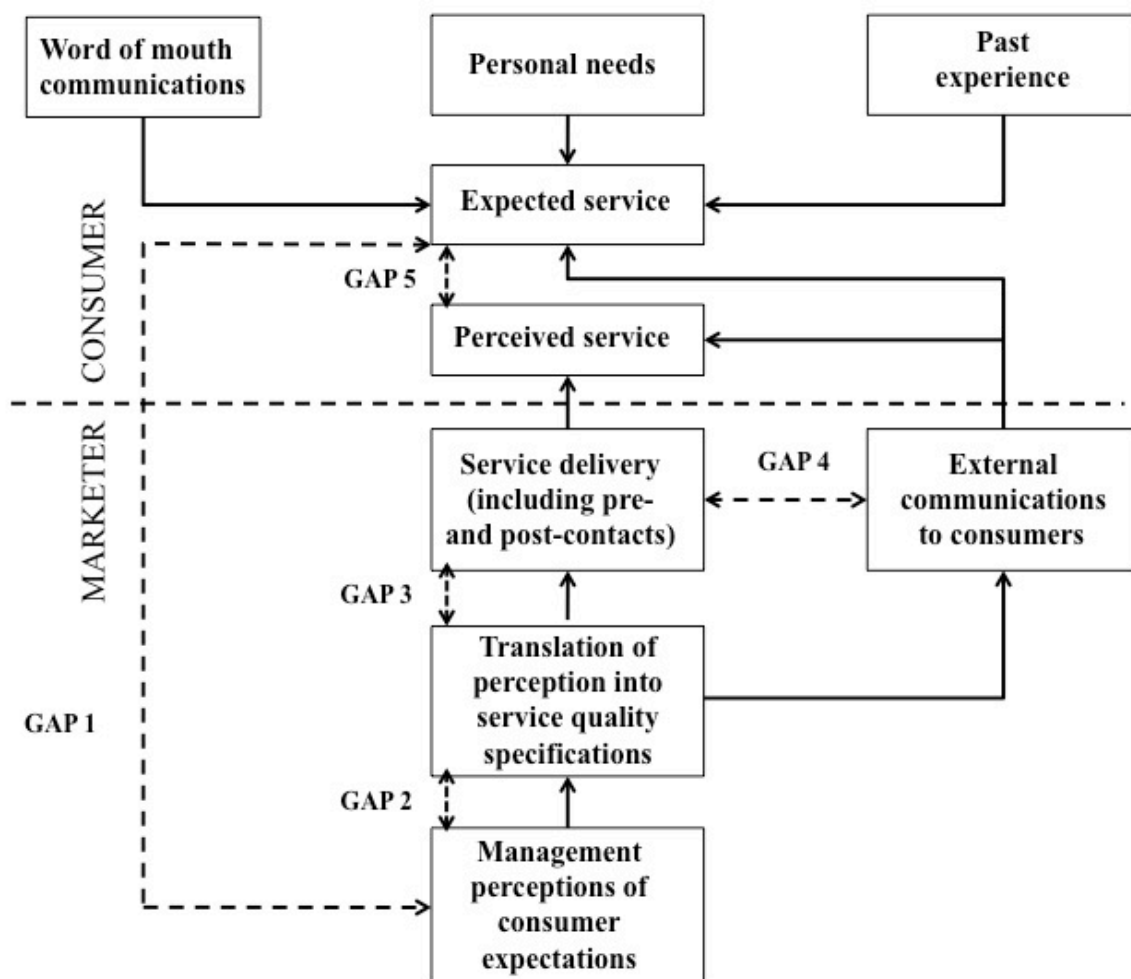 Word of mouth
communications
Personal needs
Past
experience
Expected service
CONSUMER
GAP 5
Perceived service
MARKETER
Service delivery
(including pre-
and post-contacts)
GAP 4
External
communications
to consumers
GAP 3
Translation of
perception into
service quality
specifications
GAP 1
GAP 2
Management
perceptions of
consumer
expectations